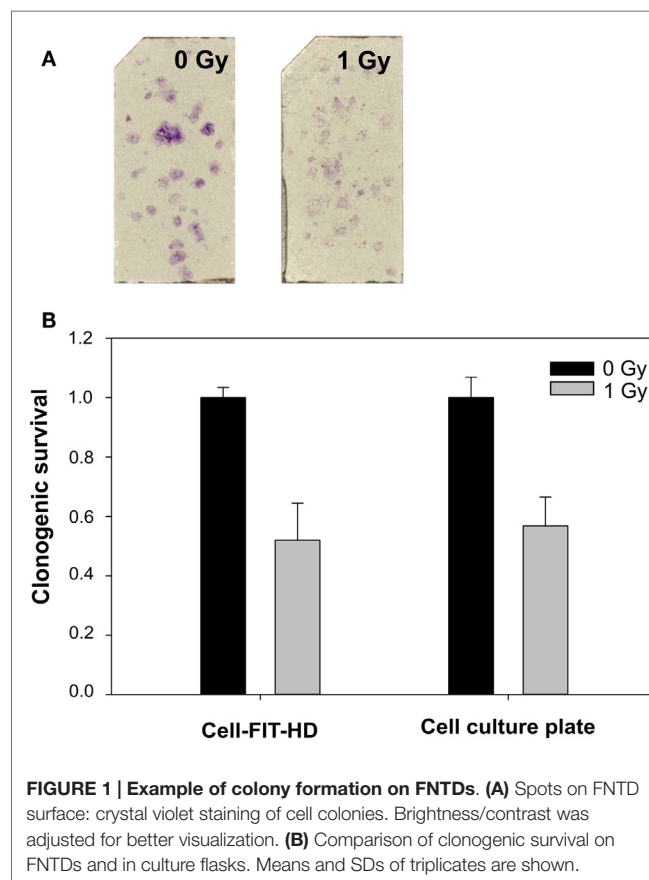 A
0 Gy
1 Gy
B
1.2
1.0
0.8
0.6
0.4
0.2
0.0
Clonogenic survival
0 Gy
1 Gy
Cell-FIT-HD
Cell culture plate
FIGURE 1 | Example of colony formation on FNTDs. (A) Spots on FNTD
surface: crystal violet staining of cell colonies. Brightness/contrast was
adjusted for better visualization. (B) Comparison of clonogenic survival on
FNTDs and in culture flasks. Means and SDs of triplicates are shown.